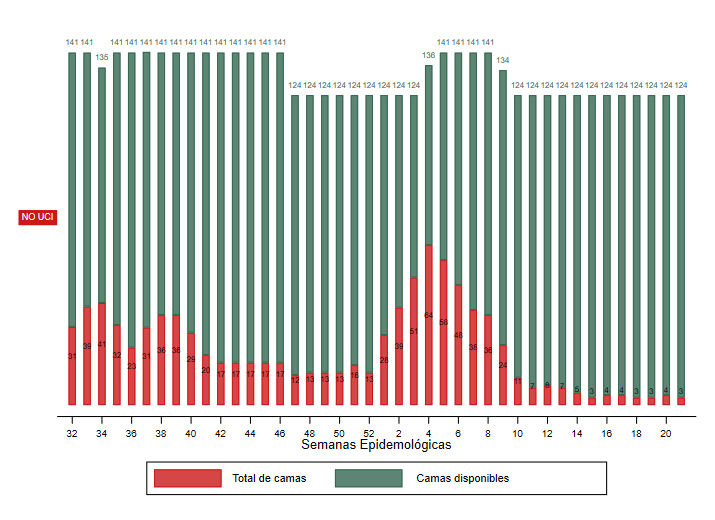 141 141 135 141 141 141 141 141 141 141 141 141 141 141 141 124 124 124 124 124 124 124 124 124 136 141 141 141 141 134 124 124 124 124 124 124 124 124 124 124 124 124
NO UCI
31 39 41 32 23 31 36 36 29 20 17 17 17 17 17 12 13 13 13 16 13 28 39 51 64 58 48 38 36 24 11 7 8 7 5 3 4 4 3 3 4 3
32 34 36 38 40 42 44 46 48 50 52 2 4 6 8 10 12 14 16 18 20
Semanas Epidemológicas
Total de camas Camas disponibles